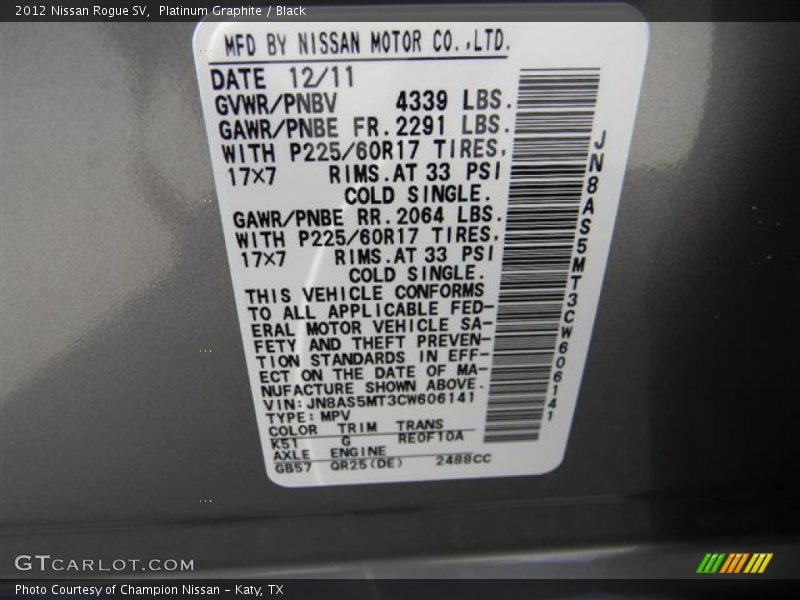 2012 Nissan Rogue SV, Platinum Graphite / Black
MFD BY NISSAN MOTOR CO.,LTD.
DATE 12/11
GVWR/PNBV 4339 LBS.
GAWR/PNBE FR. 2291 LBS.
WITH P225/60R17 TIRES,
17×7 RIMS. AT 33 PSI
COLD SINGLE.
GAWR/PNBE RR. 2064 LBS.
WITH P225/60R17 TIRES,
17×7 RIMS. AT 33 PSI
COLD SINGLE.
THIS VEHICLE CONFORMS
TO ALL APPLICABLE FED-
ERAL MOTOR VEHICLE SA-
FETY AND THEFT PREVEN-
TION STANDARDS IN EFF-
ECT ON THE DATE OF MA-
NUFACTURE SHOWN ABOVE.
VIN: JN8AS5MT3CW606141
TYPE: MPV
COLOR TRIM TRANS
K51 G RE0F10A
AXLE ENGINE
GB57 QR25(DE) 2488CC
JN8AS5MT3CW606141
GTCARLOT.COM
Photo Courtesy of Champion Nissan - Katy, TX